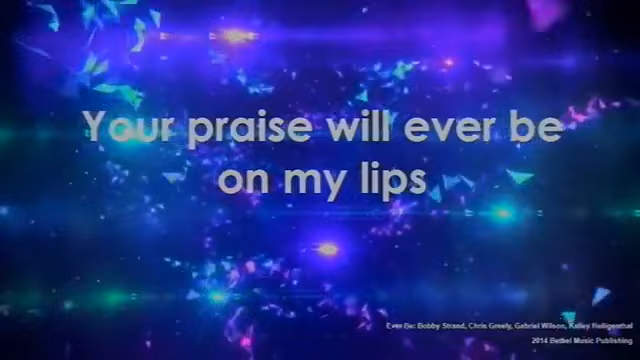 Your praise will ever be
on my lips
Ever Be: Bobby Strand, Chris Greely, Gabriel Wilson, Kalley Heiligenthal
2014 Bethel Music Publishing